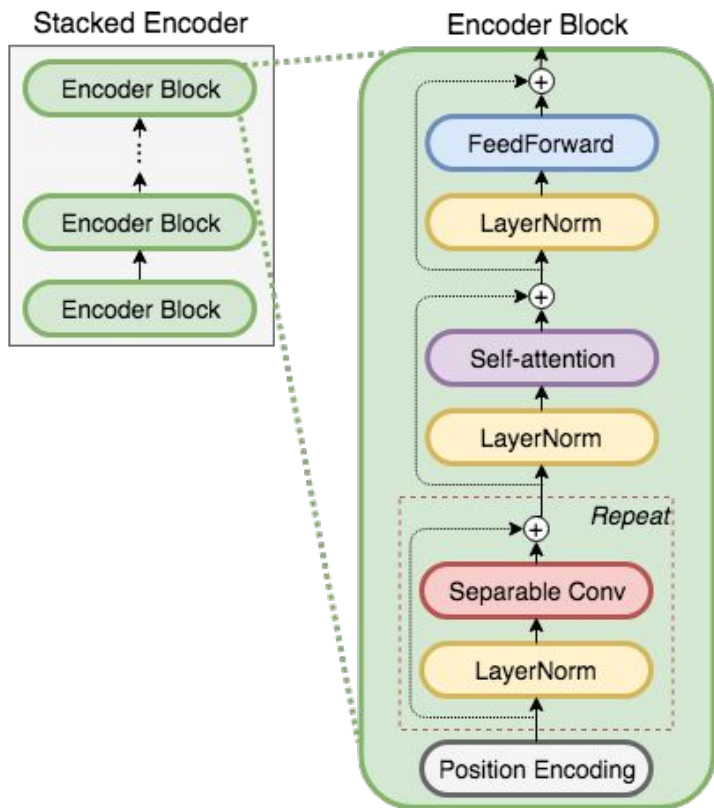 Stacked Encoder
Encoder Block
⋮
Encoder Block
Encoder Block
Encoder Block
+
FeedForward
LayerNorm
+
Self-attention
LayerNorm
Repeat
+
Separable Conv
LayerNorm
Position Encoding